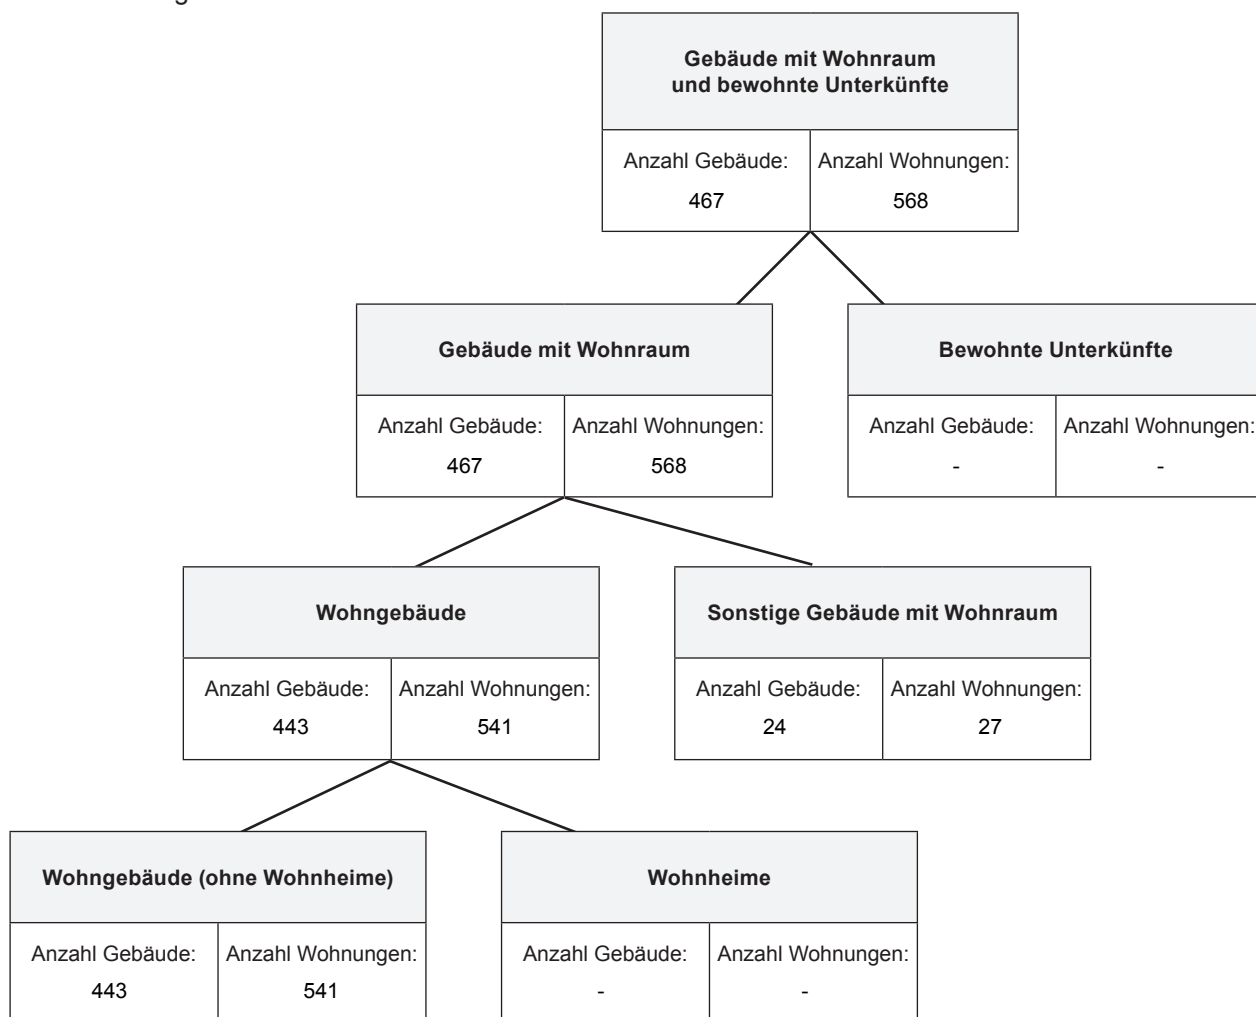 Gebäude mit Wohnraum
und bewohnte Unterkünfte
Anzahl Gebäude: Anzahl Wohnungen:
467 568
Gebäude mit Wohnraum
Anzahl Gebäude: Anzahl Wohnungen:
467 568
Bewohnte Unterkünfte
Anzahl Gebäude: Anzahl Wohnungen:
- -
Wohngebäude
Anzahl Gebäude: Anzahl Wohnungen:
443 541
Sonstige Gebäude mit Wohnraum
Anzahl Gebäude: Anzahl Wohnungen:
24 27
Wohngebäude (ohne Wohnheime)
Anzahl Gebäude: Anzahl Wohnungen:
443 541
Wohnheime
Anzahl Gebäude: Anzahl Wohnungen:
- -